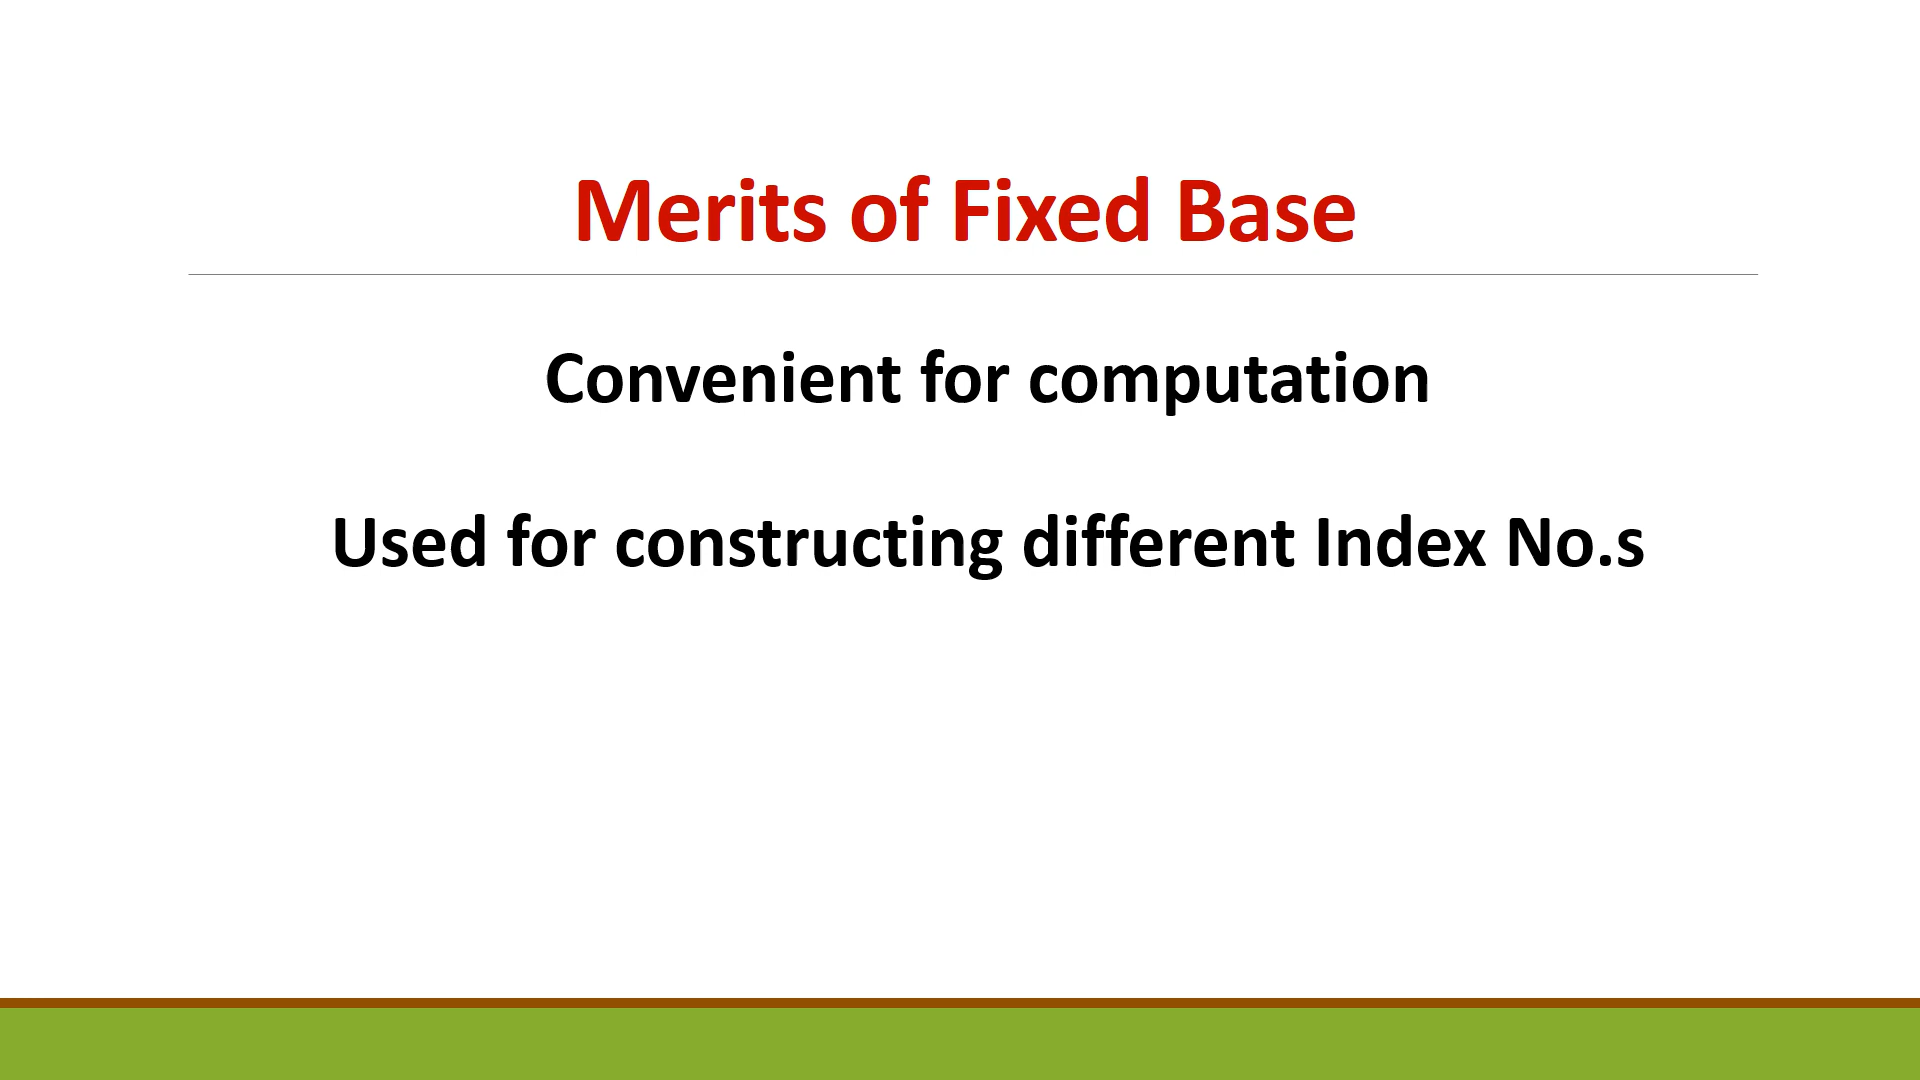 Merits of Fixed Base
Convenient for computation
Used for constructing different Index No.s